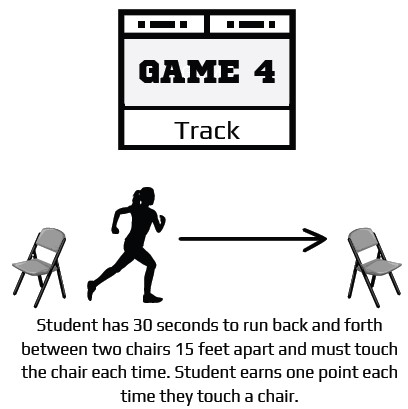 GAME 4
Track
Student has 30 seconds to run back and forth
between two chairs 15 feet apart and must touch
the chair each time. Student earns one point each
time they touch a chair.